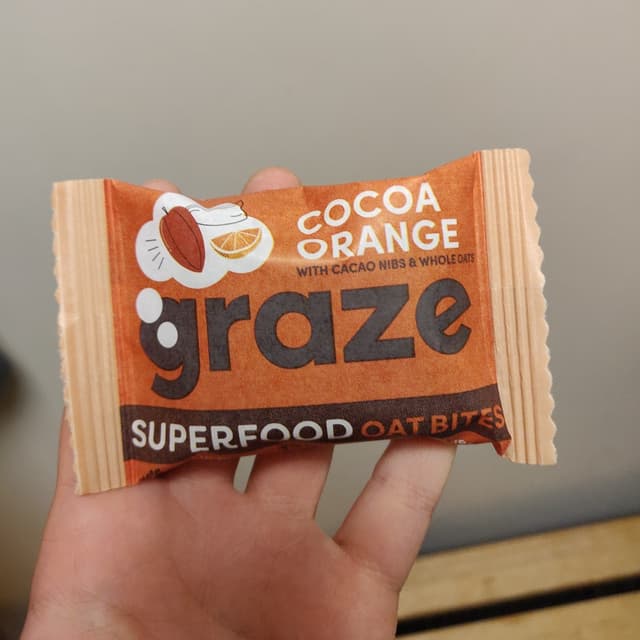 COCOA
ORANGE
WITH CACAO NIBS & WHOLE OATS
graze
SUPERFOOD OAT BITES